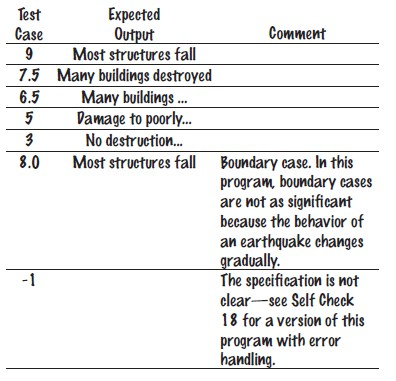 Test Case Expected Output Comment
9 Most structures fall
7.5 Many buildings destroyed
6.5 Many buildings ...
5 Damage to poorly...
3 No destruction...
8.0 Most structures fall Boundary case. In this
program, boundary cases
are not as significant
because the behavior of
an earthquake changes
gradually.
-1 The specification is not
clear—see Self Check
18 for a version of this
program with error
handling.